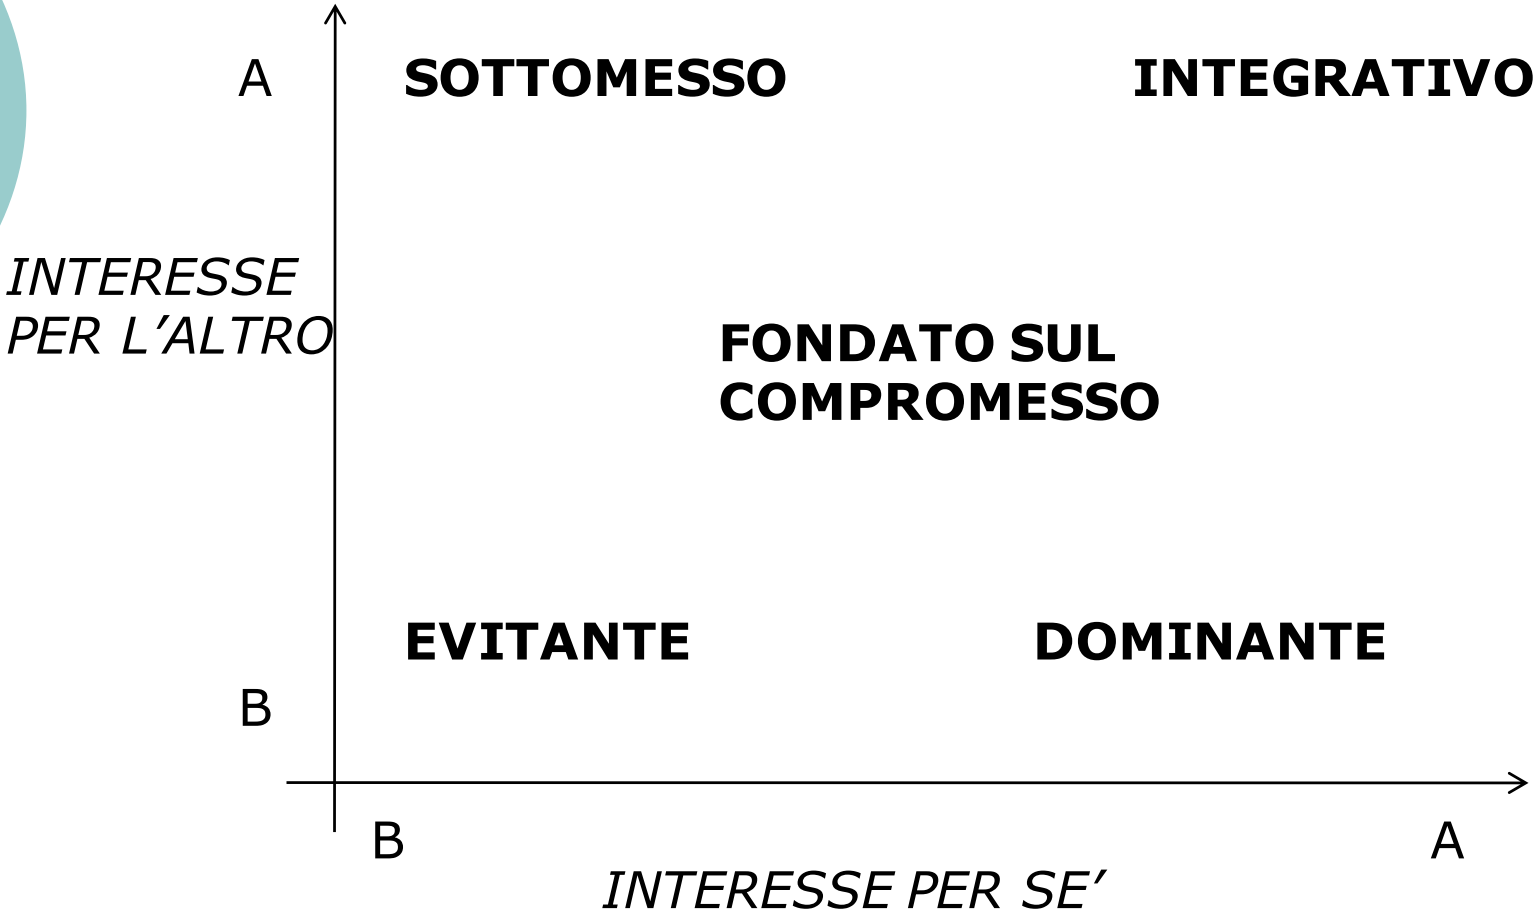 A
SOTTOMESSO
INTEGRATIVO
INTERESSE
PER L’ALTRO
FONDATO SUL
COMPROMESSO
EVITANTE
DOMINANTE
B
B
A
INTERESSE PER SE’